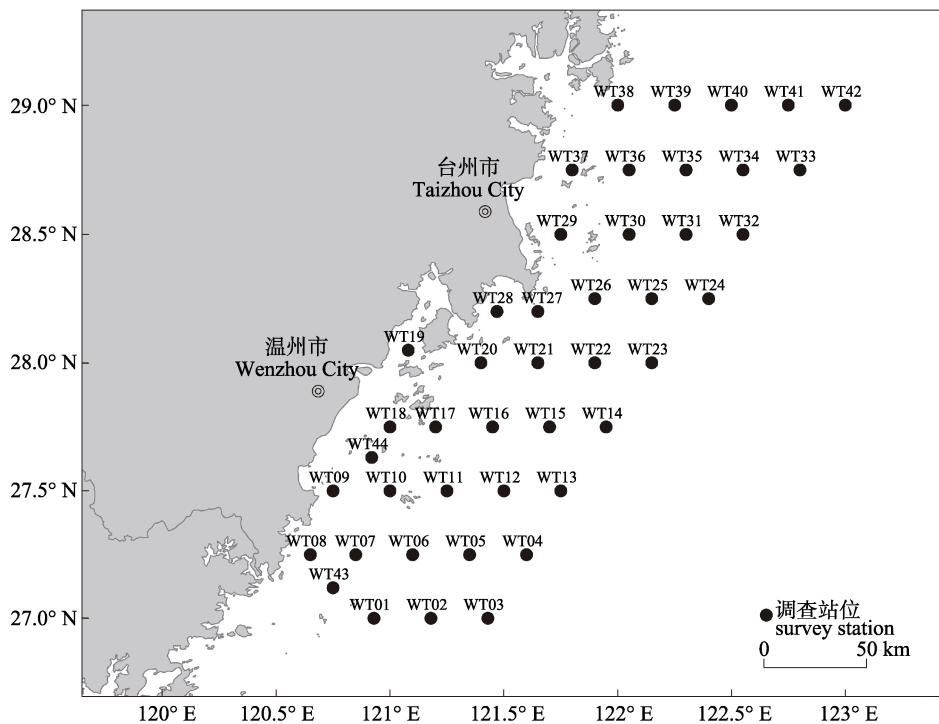 WT38 WT39 WT40 WT41 WT42
29.0° N
WT37 WT36 WT35 WT34 WT33
台州市
Taizhou City
WT29 WT30 WT31 WT32
28.5° N
WT28 WT27 WT26 WT25 WT24
WT19 WT20 WT21 WT22 WT23
温州市
Wenzhou City
28.0° N
WT18 WT17 WT16 WT15 WT14
WT44
WT09 WT10 WT11 WT12 WT13
27.5° N
WT08 WT07 WT06 WT05 WT04
WT43
WT01 WT02 WT03
27.0° N
调查站位
survey station
0 50 km
120° E 120.5° E 121° E 121.5° E 122° E 122.5° E 123° E